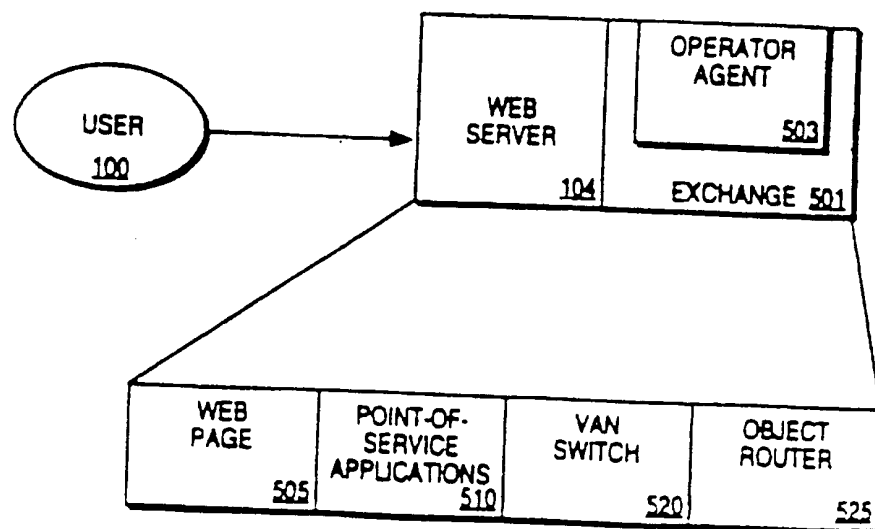 USER
100
WEB
SERVER
104
OPERATOR
AGENT
503
EXCHANGE 501
WEB
PAGE
505
POINT-OF-
SERVICE
APPLICATIONS
510
VAN
SWITCH
520
OBJECT
ROUTER
525